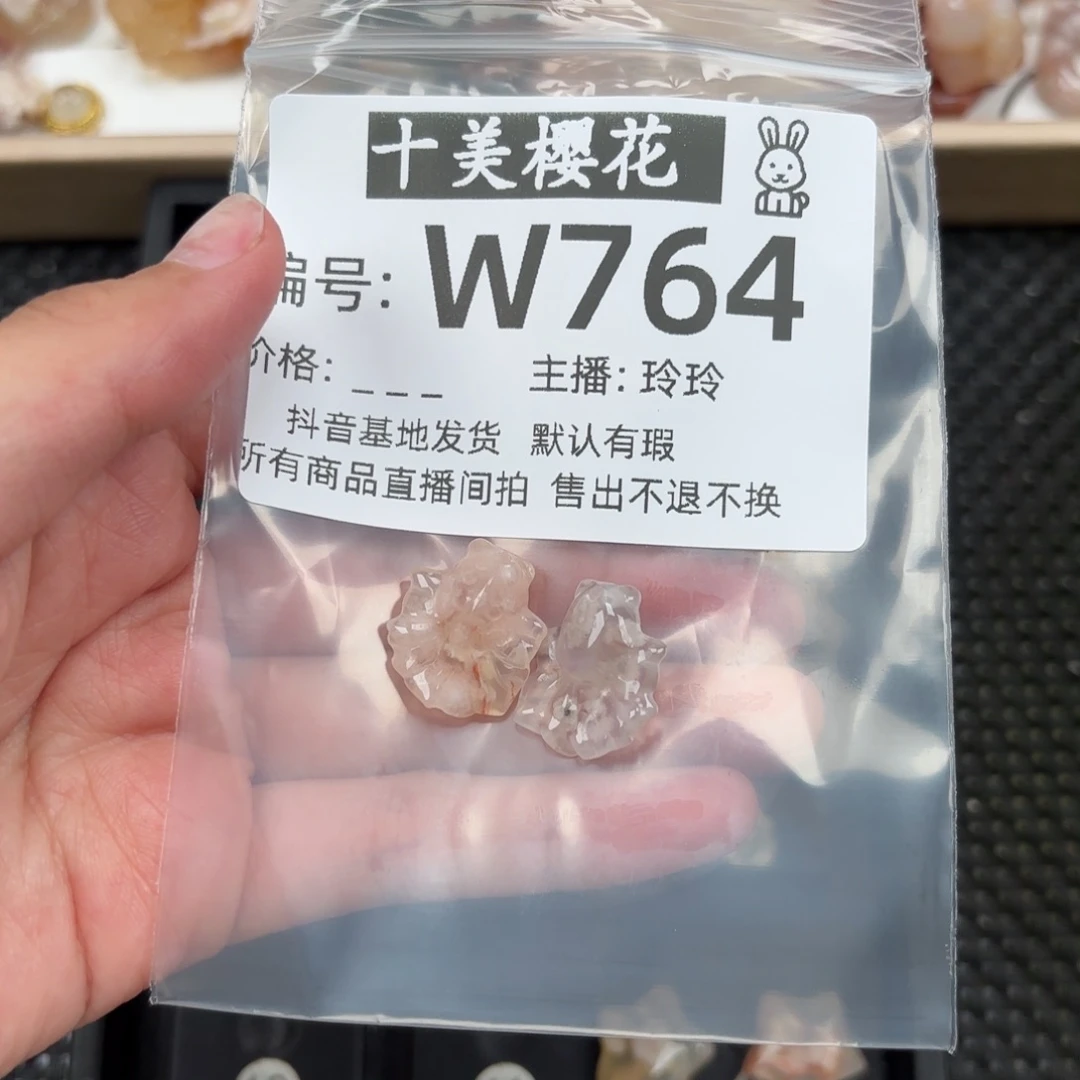 十美樱花
编号: W764
价格: _ _ _ 主播: 玲玲
抖音基地发货 默认有瑕
所有商品直播间拍 售出不退不换